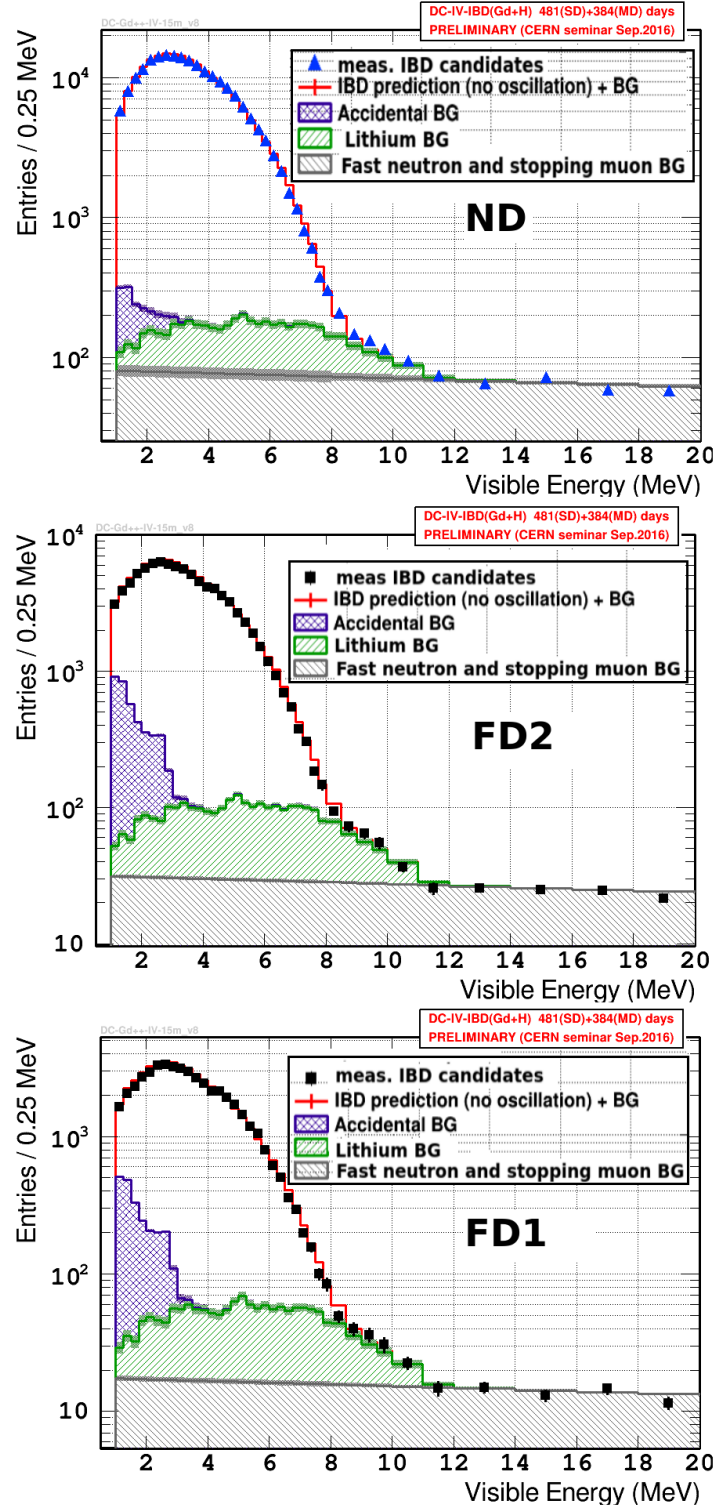 DC-Gd++-IV-15m_v8
DC-IV-IBD(Gd+H) 481(SD)+384(MD) days
PRELIMINARY (CERN seminar Sep.2016)
Entries / 0.25 MeV
10⁴
10³
10²
meas. IBD candidates
IBD prediction (no oscillation) + BG
Accidental BG
Lithium BG
Fast neutron and stopping muon BG
ND
2 4 6 8 10 12 14 16 18 20
Visible Energy (MeV)
DC-Gd++-IV-15m_v8
DC-IV-IBD(Gd+H) 481(SD)+384(MD) days
PRELIMINARY (CERN seminar Sep.2016)
Entries / 0.25 MeV
10⁴
10³
10²
10
meas IBD candidates
IBD prediction (no oscillation) + BG
Accidental BG
Lithium BG
Fast neutron and stopping muon BG
FD2
2 4 6 8 10 12 14 16 18 20
Visible Energy (MeV)
DC-Gd++-IV-15m_v8
DC-IV-IBD(Gd+H) 481(SD)+384(MD) days
PRELIMINARY (CERN seminar Sep.2016)
Entries / 0.25 MeV
10³
10²
10
meas. IBD candidates
IBD prediction (no oscillation) + BG
Accidental BG
Lithium BG
Fast neutron and stopping muon BG
FD1
2 4 6 8 10 12 14 16 18 20
Visible Energy (MeV)